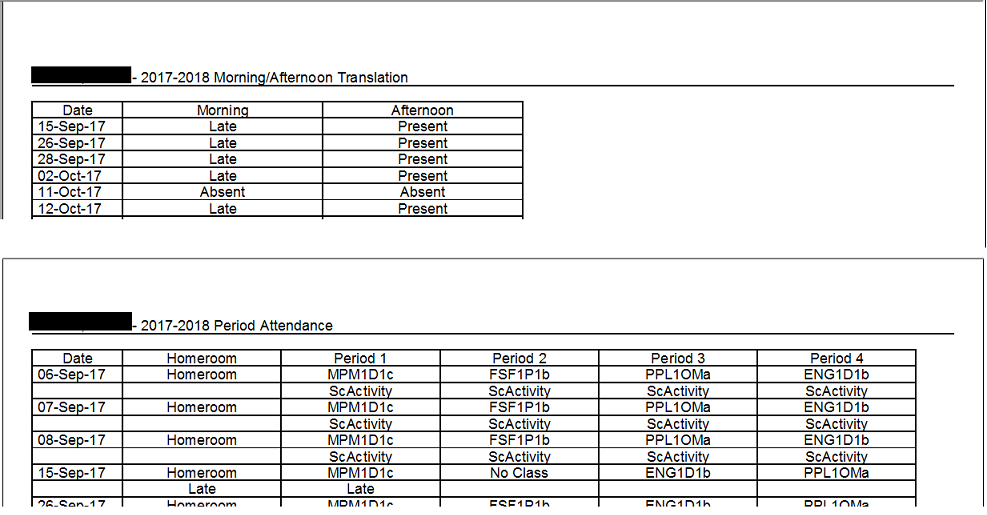 - 2017-2018 Morning/Afternoon Translation
Date Morning Afternoon
15-Sep-17 Late Present
26-Sep-17 Late Present
28-Sep-17 Late Present
02-Oct-17 Late Present
11-Oct-17 Absent Absent
12-Oct-17 Late Present
- 2017-2018 Period Attendance
Date Homeroom Period 1 Period 2 Period 3 Period 4
06-Sep-17 Homeroom MPM1D1c FSF1P1b PPL1OMa ENG1D1b
ScActivity ScActivity ScActivity ScActivity
07-Sep-17 Homeroom MPM1D1c FSF1P1b PPL1OMa ENG1D1b
ScActivity ScActivity ScActivity ScActivity
08-Sep-17 Homeroom MPM1D1c FSF1P1b PPL1OMa ENG1D1b
ScActivity ScActivity ScActivity ScActivity
15-Sep-17 Homeroom MPM1D1c No Class ENG1D1b PPL1OMa
Late Late
26-Sep-17 Homeroom MPM1D1c FSF1P1b ENG1D1b PPL1OMa